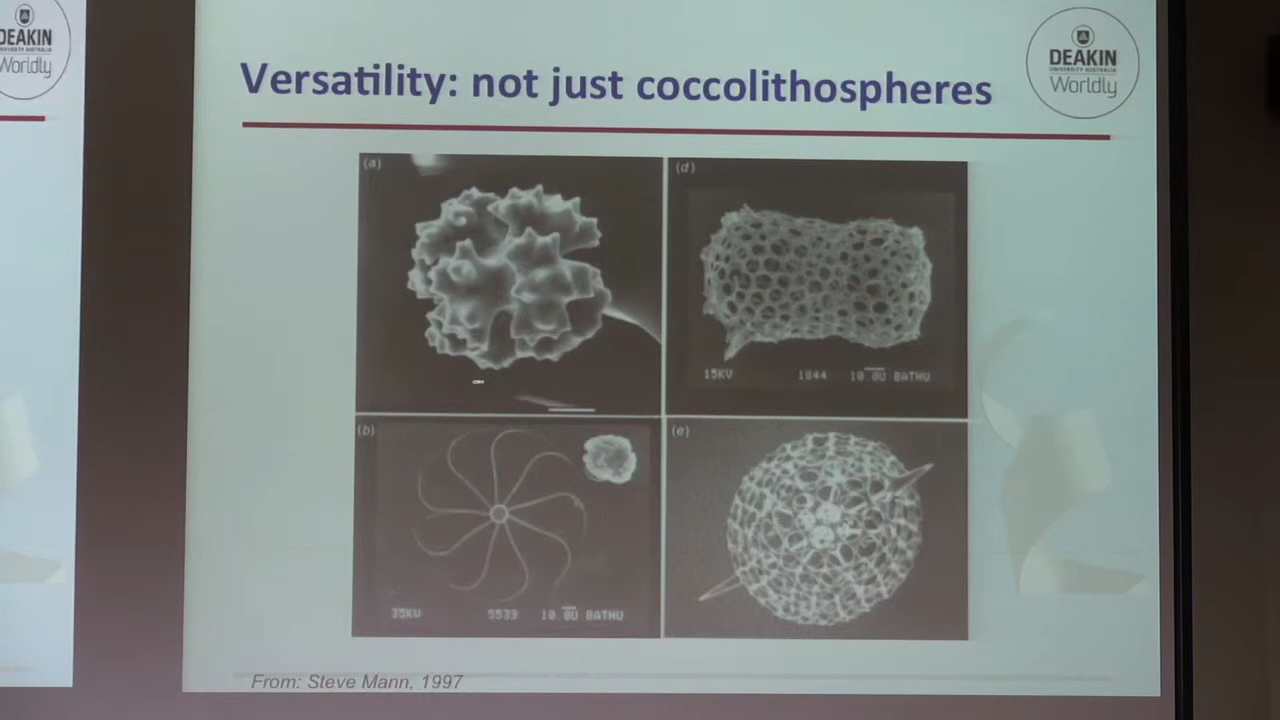 DEAKIN
UNIVERSITY AUSTRALIA
Worldly
Versatility: not just coccolithospheres
DEAKIN
UNIVERSITY AUSTRALIA
Worldly
(a)
(d)
15KV 1844 10.0U BATHU
(b)
(e)
35KV 5539 10.0U BATHU
From: Steve Mann, 1997